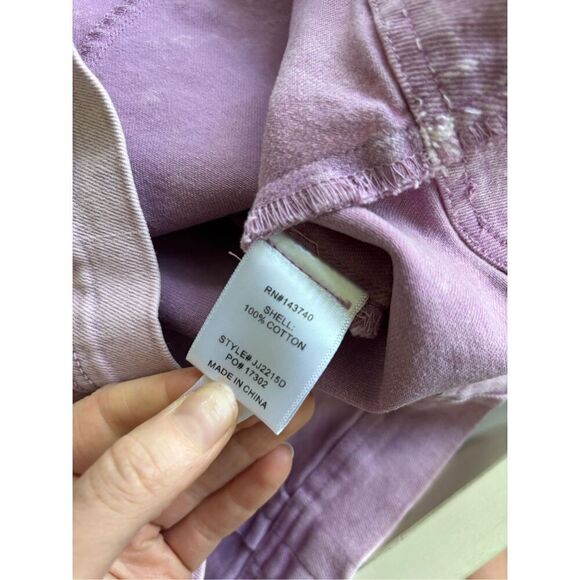 RN#143740
SHELL:
100% COTTON
STYLE# JJ2215D
PO# 17302
MADE IN CHINA